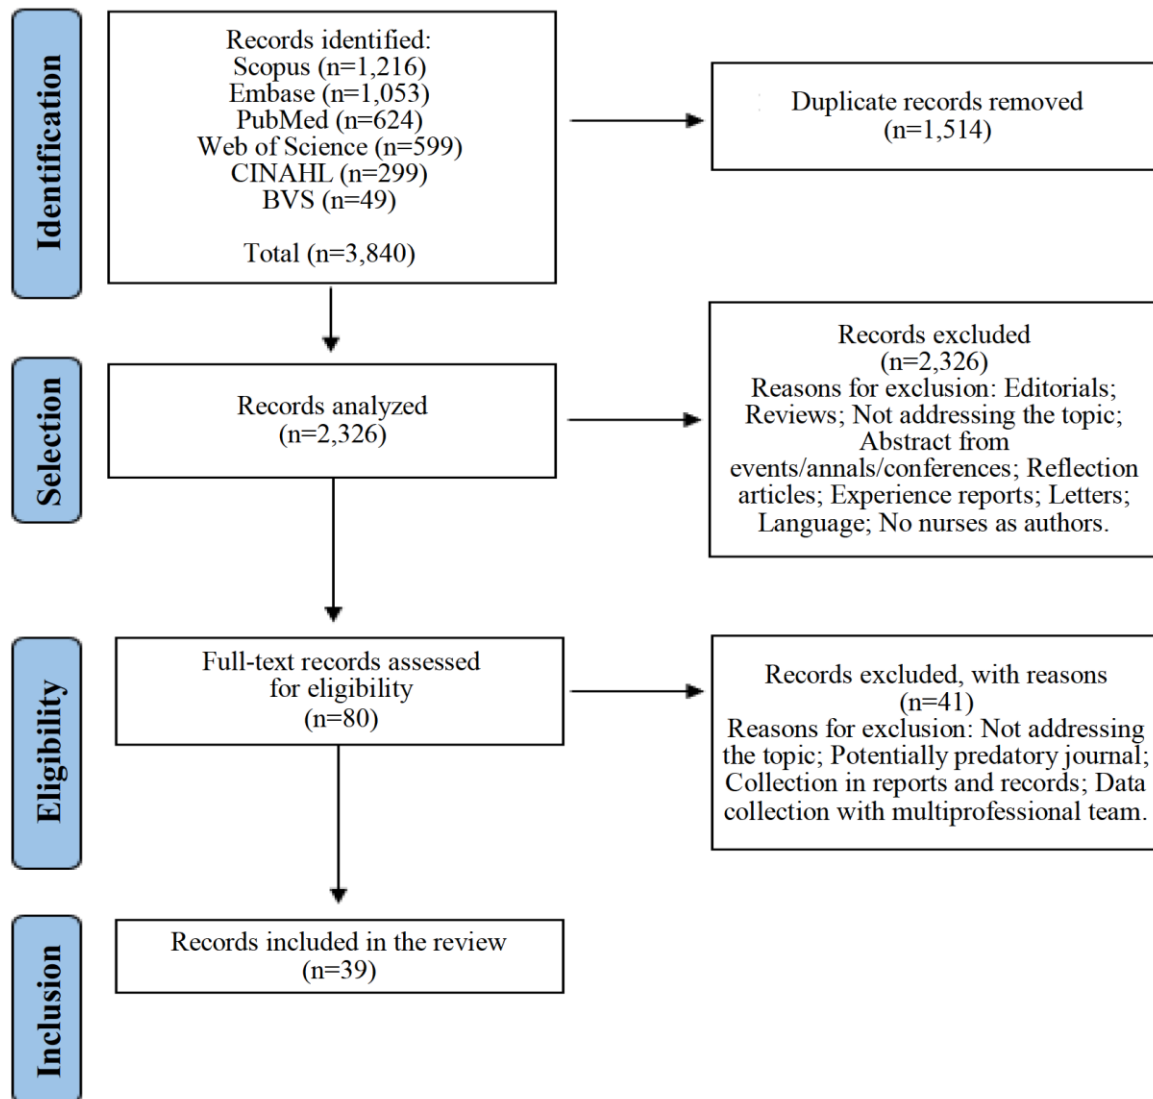 Identification
Records identified:
Scopus (n=1,216)
Embase (n=1,053)
PubMed (n=624)
Web of Science (n=599)
CINAHL (n=299)
BVS (n=49)
Total (n=3,840)
Duplicate records removed
(n=1,514)
Selection
Records analyzed
(n=2,326)
Records excluded
(n=2,326)
Reasons for exclusion: Editorials;
Reviews; Not addressing the topic;
Abstract from
events/annals/conferences; Reflection
articles; Experience reports; Letters;
Language; No nurses as authors.
Eligibility
Full-text records assessed
for eligibility
(n=80)
Records excluded, with reasons
(n=41)
Reasons for exclusion: Not addressing
the topic; Potentially predatory journal;
Collection in reports and records; Data
collection with multiprofessional team.
Inclusion
Records included in the review
(n=39)